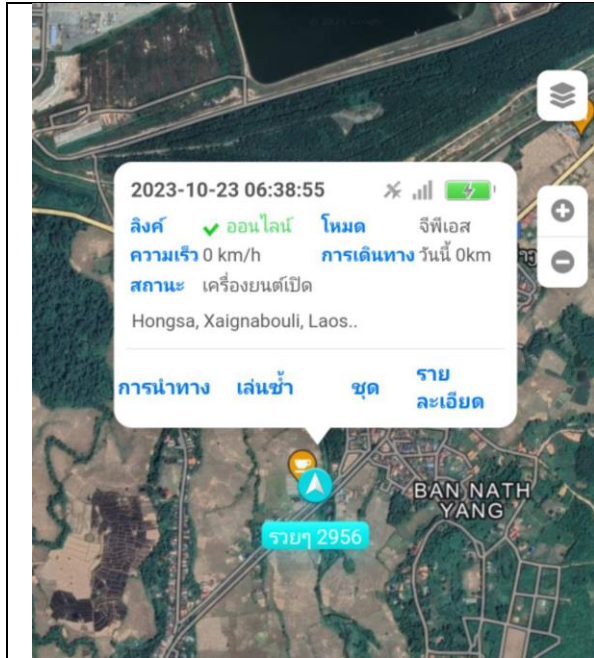 2023-10-23 06:38:55
ลิงค์ ออนไลน์ โหมด จีพีเอส
ความเร็ว 0 km/h การเดินทาง วันนี้ 0km
สถานะ เครื่องยนต์เปิด
Hongsa, Xaignabouli, Laos..
การนำทาง เล่นซ้ำ ชุด ราย
ละเอียด
BAN NATH
YANG
รวยๆ 2956